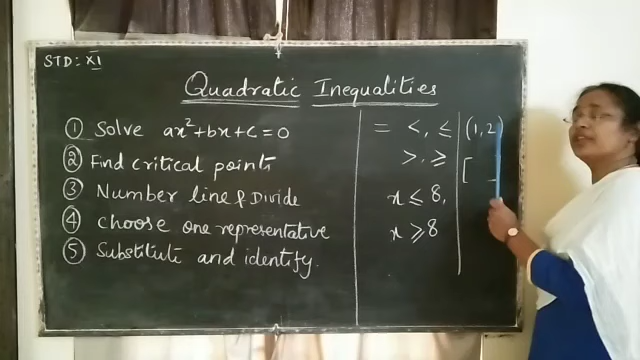 STD: XI
Quadratic Inequalities
① Solve ax²+bx+c=0
② Find critical points
③ Number line & Divide
④ choose one representative
⑤ Substitute and identify.
= <, ≤
>, ≥
x ≤ 8,
x ≥ 8
(1,2)
[